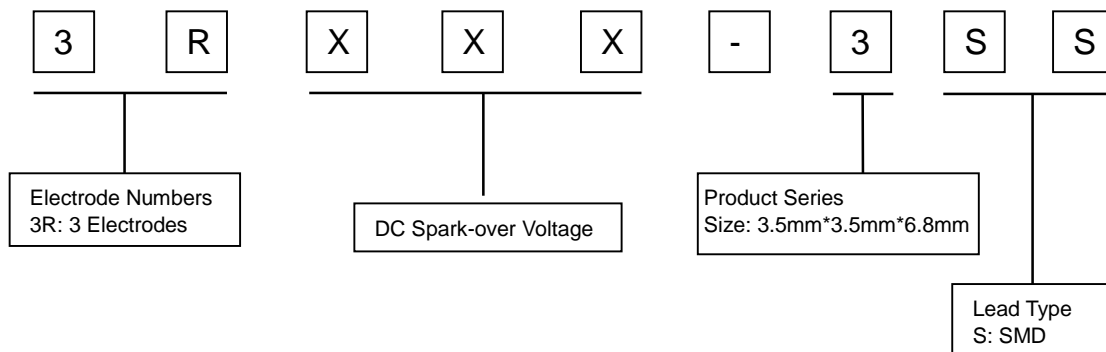 3 R X X X - 3 S S
Electrode Numbers
3R: 3 Electrodes
DC Spark-over Voltage
Product Series
Size: 3.5mm*3.5mm*6.8mm
Lead Type
S: SMD